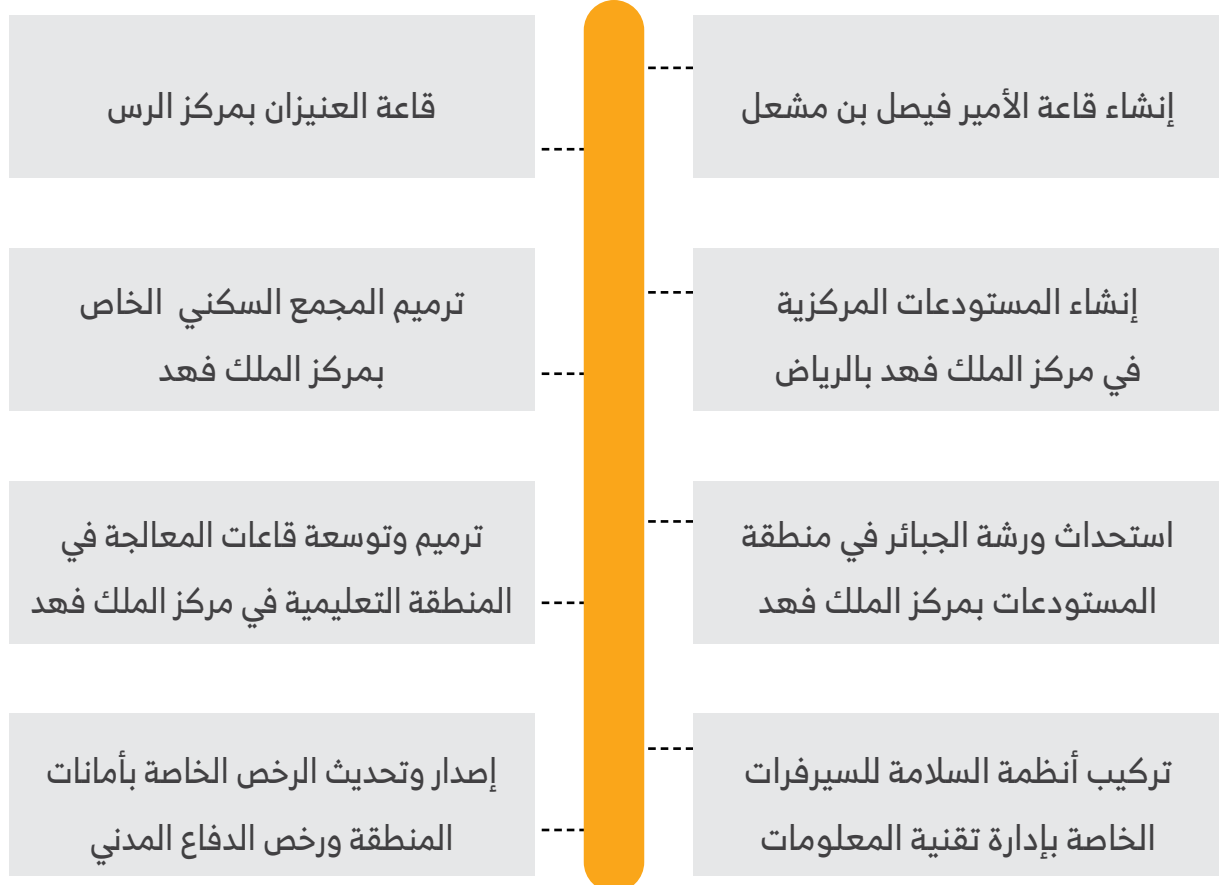 إنشاء قاعة الأمير فيصل بن مشعل
قاعة العنيزان بمركز الرس
إنشاء المستودعات المركزية
في مركز الملك فهد بالرياض
ترميم المجمع السكني الخاص
بمركز الملك فهد
استحداث ورشة الجبائر في منطقة
المستودعات بمركز الملك فهد
ترميم وتوسعة قاعات المعالجة في
المنطقة التعليمية في مركز الملك فهد
تركيب أنظمة السلامة للسيرفرات
الخاصة بإدارة تقنية المعلومات
إصدار وتحديث الرخص الخاصة بأمانات
المنطقة ورخص الدفاع المدني